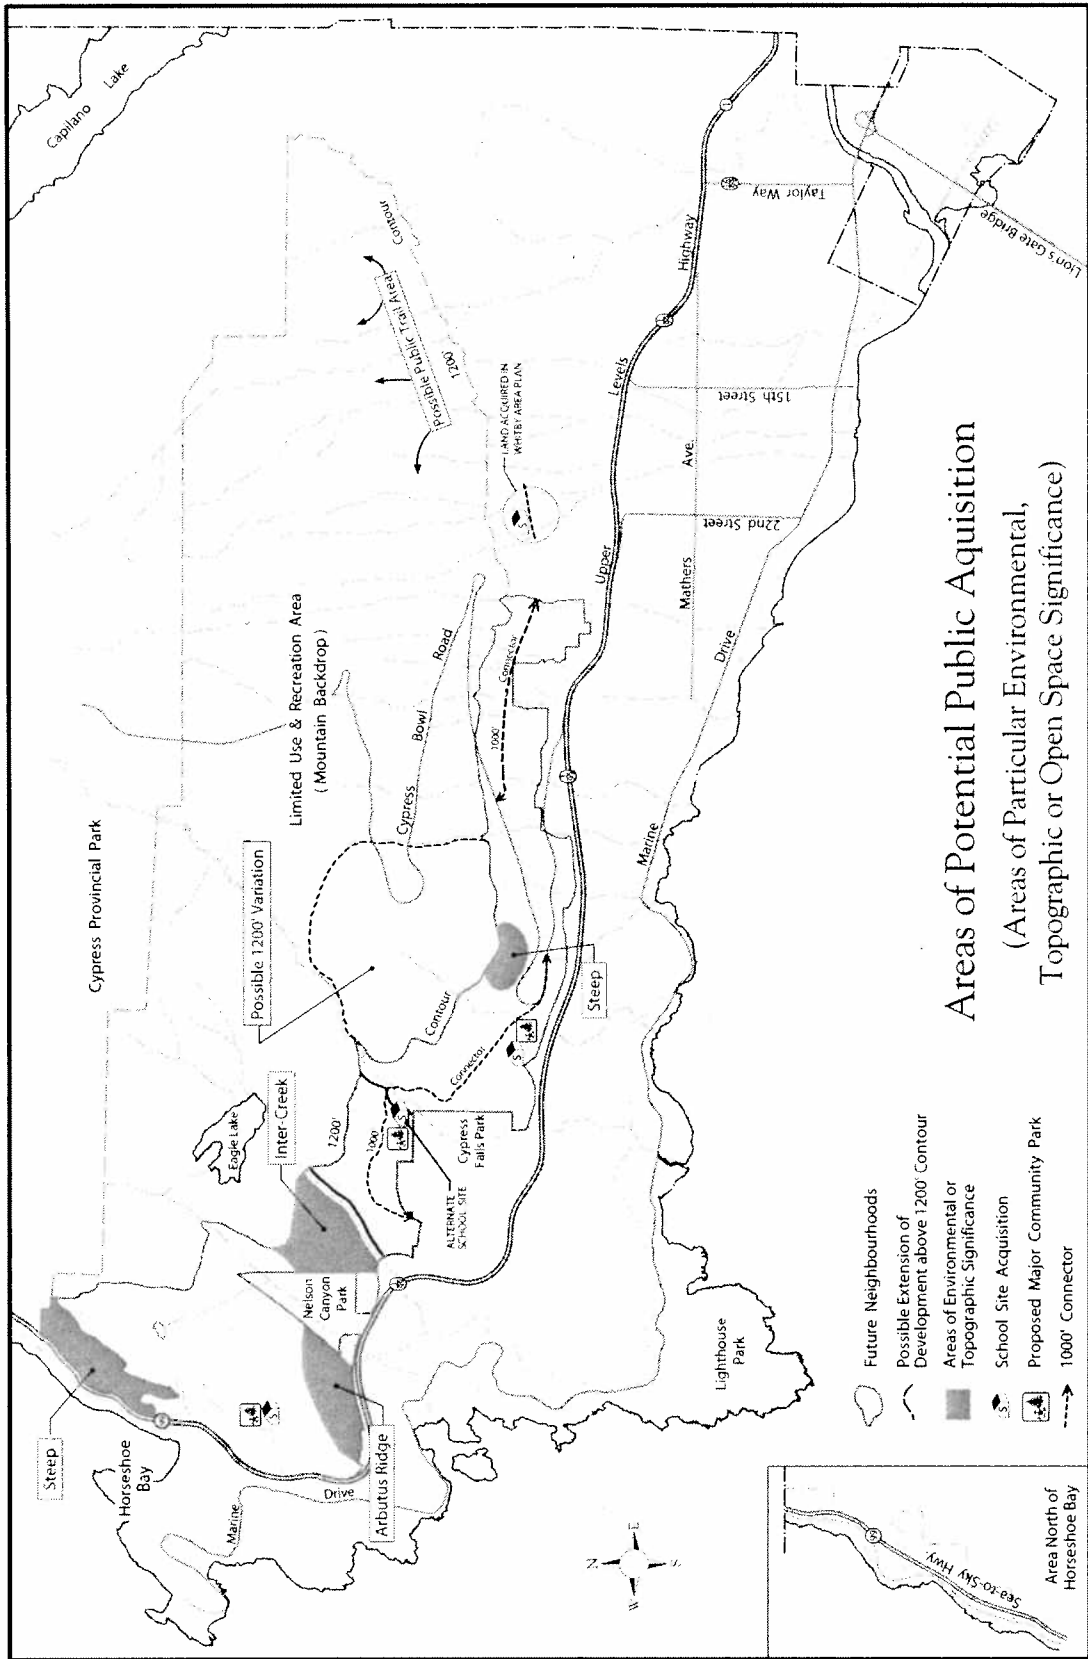 Capilano
Lake
Cypress Provincial Park
Limited Use & Recreation Area
(Mountain Backdrop)
Possible Public Trail Area
1200'
Contour
Possible 1200' Variation
Eagle Lake
Inter-Creek
Steep
Horseshoe
Bay
Marine
Drive
Arbutus Ridge
Nelson
Canyon
Park
1200'
1000'
ALTERNATE
SCHOOL SITE
Cypress
Falls Park
Contour
Connector
Steep
Cypress
Bowl
Road
1000'
Connector
LAND ACQUIRED IN
WHITBY AREA PLAN
Upper
Levels
Highway
Mathers
Ave.
Marine
Drive
22nd Street
15th Street
Taylor Way
Lion's Gate Bridge
Lighthouse
Park
N
E
S
W
Areas of Potential Public Aquisition
(Areas of Particular Environmental,
Topographic or Open Space Significance)
Future Neighbourhoods
Possible Extension of
Development above 1200' Contour
Areas of Environmental or
Topographic Significance
S
School Site Acquisition
Proposed Major Community Park
1000' Connector
99
Sea-to-Sky Hwy.
Area North of
Horseshoe Bay